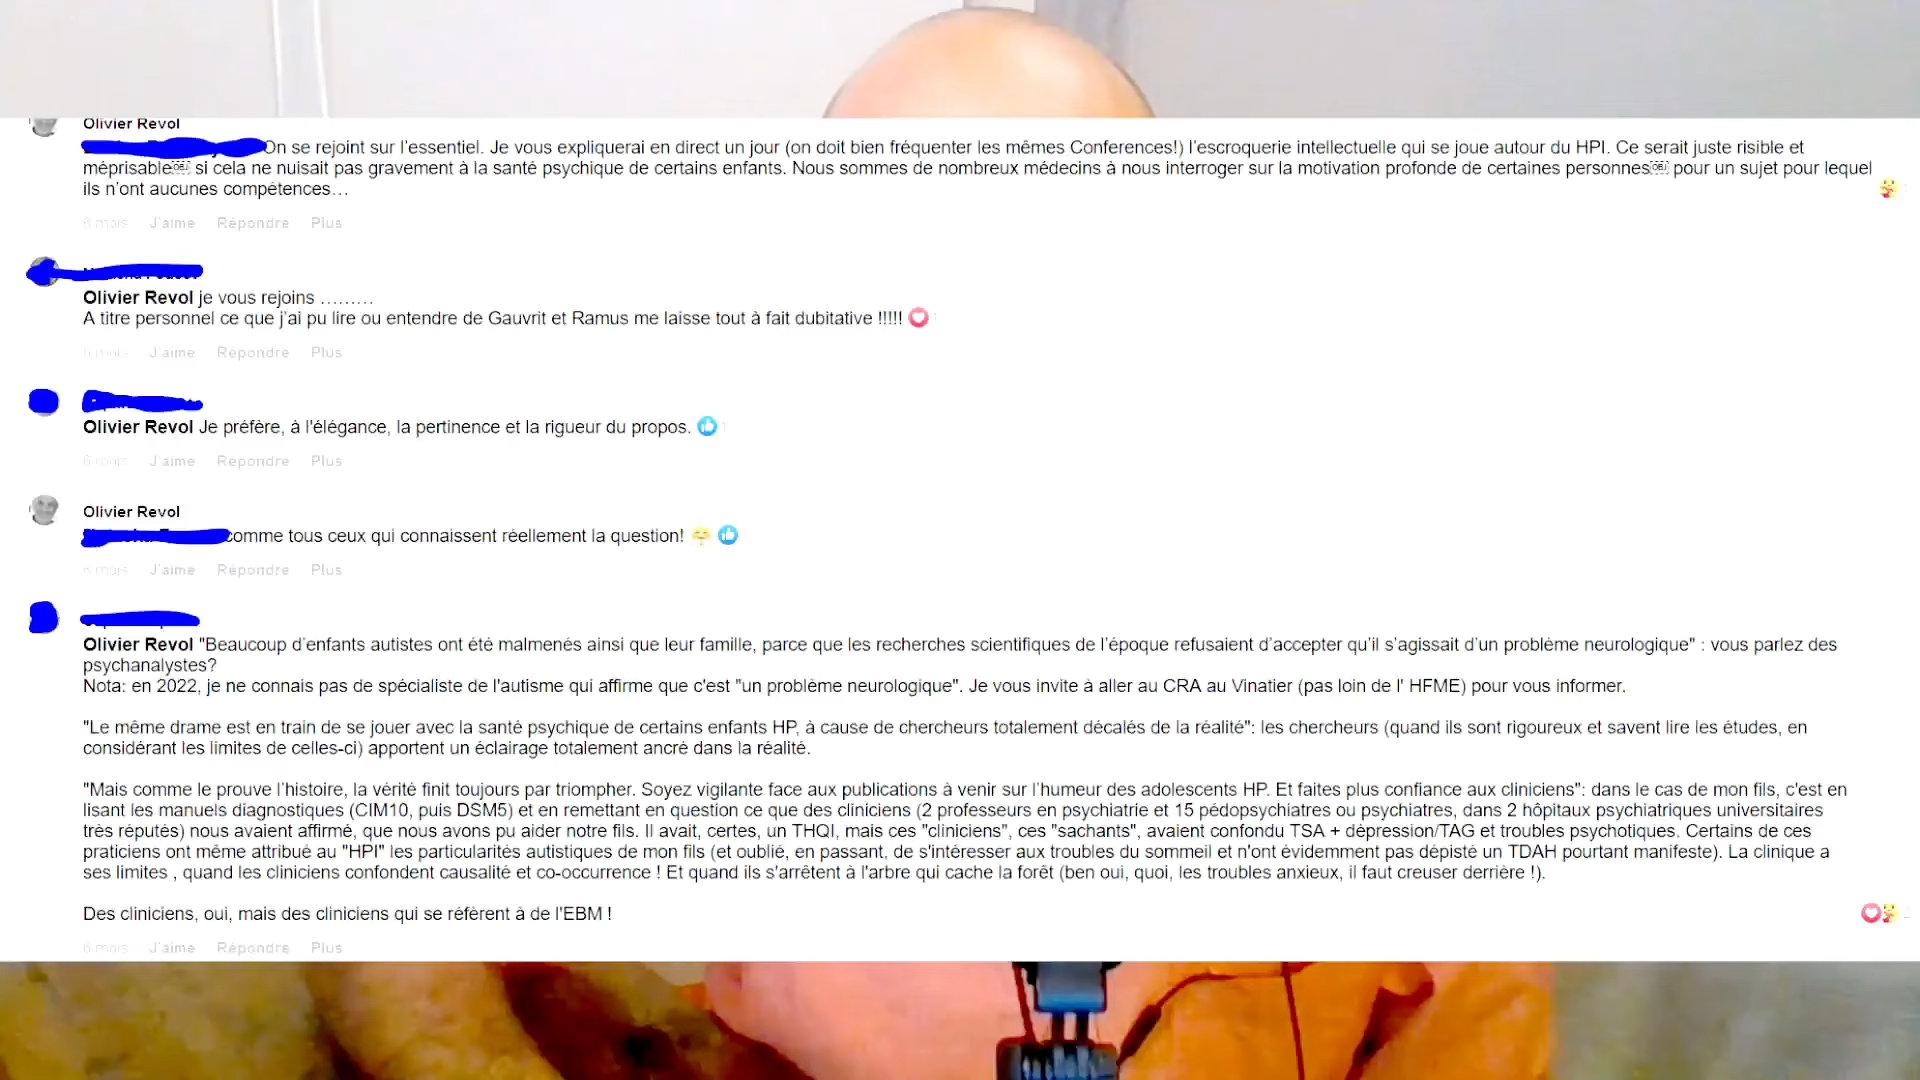 Olivier Revol
On se rejoint sur l'essentiel. Je vous expliquerai en direct un jour (on doit bien fréquenter les mêmes Conferences!) l'escroquerie intellectuelle qui se joue autour du HPI. Ce serait juste risible et
méprisable si cela ne nuisait pas gravement à la santé psychique de certains enfants. Nous sommes de nombreux médecins à nous interroger sur la motivation profonde de certaines personnes pour un sujet pour lequel
ils n'ont aucunes compétences…
6 mois J'aime Répondre Plus
Olivier Revol je vous rejoins ………
A titre personnel ce que j'ai pu lire ou entendre de Gauvrit et Ramus me laisse tout à fait dubitative !!!!!
6 mois J'aime Répondre Plus
Olivier Revol Je préfère, à l'élégance, la pertinence et la rigueur du propos.
6 mois J'aime Répondre Plus
Olivier Revol
comme tous ceux qui connaissent réellement la question!
6 mois J'aime Répondre Plus
Olivier Revol "Beaucoup d'enfants autistes ont été malmenés ainsi que leur famille, parce que les recherches scientifiques de l'époque refusaient d'accepter qu'il s'agissait d'un problème neurologique" : vous parlez des
psychanalystes?
Nota: en 2022, je ne connais pas de spécialiste de l'autisme qui affirme que c'est "un problème neurologique". Je vous invite à aller au CRA au Vinatier (pas loin de l' HFME) pour vous informer.
"Le même drame est en train de se jouer avec la santé psychique de certains enfants HP, à cause de chercheurs totalement décalés de la réalité": les chercheurs (quand ils sont rigoureux et savent lire les études, en
considérant les limites de celles-ci) apportent un éclairage totalement ancré dans la réalité.
"Mais comme le prouve l'histoire, la vérité finit toujours par triompher. Soyez vigilante face aux publications à venir sur l'humeur des adolescents HP. Et faites plus confiance aux cliniciens": dans le cas de mon fils, c'est en
lisant les manuels diagnostiques (CIM10, puis DSM5) et en remettant en question ce que des cliniciens (2 professeurs en psychiatrie et 15 pédopsychiatres ou psychiatres, dans 2 hôpitaux psychiatriques universitaires
très réputés) nous avaient affirmé, que nous avons pu aider notre fils. Il avait, certes, un THQI, mais ces "cliniciens", ces "sachants", avaient confondu TSA + dépression/TAG et troubles psychotiques. Certains de ces
praticiens ont même attribué au "HPI" les particularités autistiques de mon fils (et oublié, en passant, de s'intéresser aux troubles du sommeil et n'ont évidemment pas dépisté un TDAH pourtant manifeste). La clinique a
ses limites , quand les cliniciens confondent causalité et co-occurrence ! Et quand ils s'arrêtent à l'arbre qui cache la forêt (ben oui, quoi, les troubles anxieux, il faut creuser derrière !).
Des cliniciens, oui, mais des cliniciens qui se réfèrent à de l'EBM !
6 mois J'aime Répondre Plus